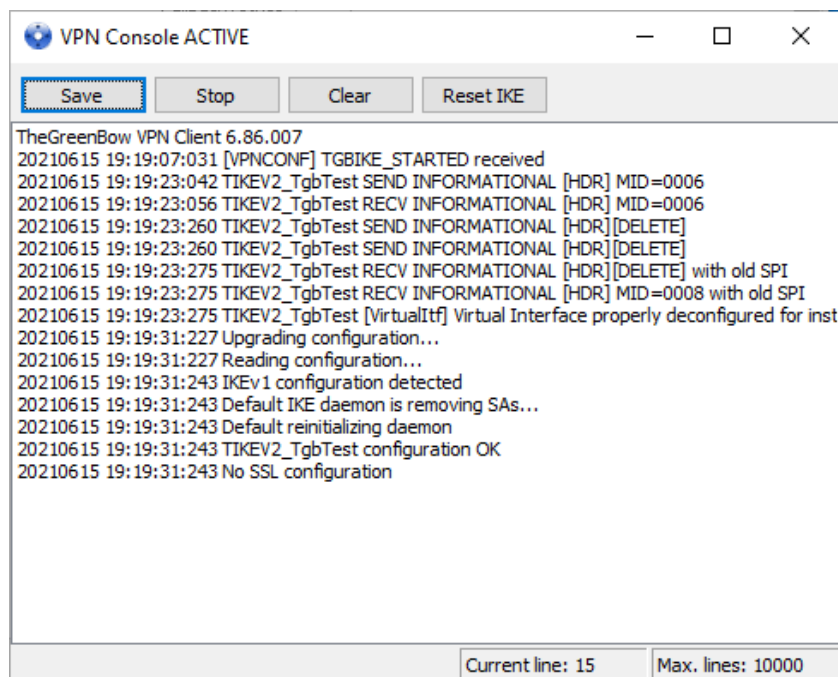 VPN Console ACTIVE
Save Stop Clear Reset IKE
TheGreenBow VPN Client 6.86.007
20210615 19:19:07:031 [VPNCONF] TGBIKE_STARTED received
20210615 19:19:23:042 TIKEV2_TgbTest SEND INFORMATIONAL [HDR] MID=0006
20210615 19:19:23:056 TIKEV2_TgbTest RECV INFORMATIONAL [HDR] MID=0006
20210615 19:19:23:260 TIKEV2_TgbTest SEND INFORMATIONAL [HDR][DELETE]
20210615 19:19:23:260 TIKEV2_TgbTest SEND INFORMATIONAL [HDR][DELETE]
20210615 19:19:23:275 TIKEV2_TgbTest RECV INFORMATIONAL [HDR][DELETE] with old SPI
20210615 19:19:23:275 TIKEV2_TgbTest RECV INFORMATIONAL [HDR] MID=0008 with old SPI
20210615 19:19:23:275 TIKEV2_TgbTest [VirtualItf] Virtual Interface properly deconfigured for inst
20210615 19:19:31:227 Upgrading configuration...
20210615 19:19:31:227 Reading configuration...
20210615 19:19:31:243 IKEv1 configuration detected
20210615 19:19:31:243 Default IKE daemon is removing SAs...
20210615 19:19:31:243 Default reinitializing daemon
20210615 19:19:31:243 TIKEV2_TgbTest configuration OK
20210615 19:19:31:243 No SSL configuration
Current line: 15 Max. lines: 10000